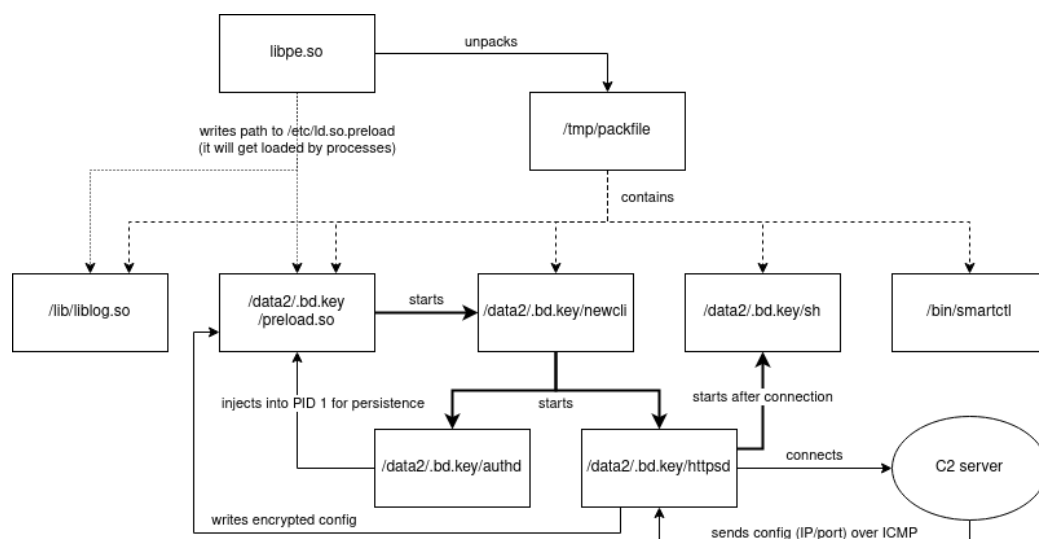 libpe.so
unpacks
/tmp/packfile
writes path to /etc/ld.so.preload
(it will get loaded by processes)
contains
/lib/liblog.so
/data2/.bd.key
/preload.so
starts
/data2/.bd.key/newcli
/data2/.bd.key/sh
/bin/smartctl
injects into PID 1 for persistence
starts
starts after connection
/data2/.bd.key/authd
/data2/.bd.key/httpsd
connects
C2 server
writes encrypted config
sends config (IP/port) over ICMP